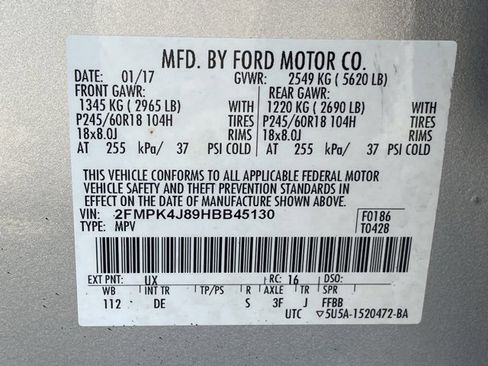 MFD. BY FORD MOTOR CO.
DATE: 01/17 GVWR: 2549 KG ( 5620 LB)
FRONT GAWR: REAR GAWR:
1345 KG ( 2965 LB) WITH 1220 KG ( 2690 LB) WITH
P245/60R18 104H TIRES P245/60R18 104H TIRES
18x8.0J RIMS 18x8.0J RIMS
AT 255 kPa/ 37 PSI COLD AT 255 kPa/ 37 PSI COLD
THIS VEHICLE CONFORMS TO ALL APPLICABLE FEDERAL MOTOR
VEHICLE SAFETY AND THEFT PREVENTION STANDARDS IN
EFFECT ON THE DATE OF MANUFACTURE SHOWN ABOVE.
VIN: 2FMPK4J89HBB45130 F0186
TYPE: MPV T0428
EXT PNT: UX RC: 16 DSO:
WB INT TR TP/PS R AXLE TR SPR
112 DE S 3F J FFBB
UTC ▽5U5A-1520472-BA